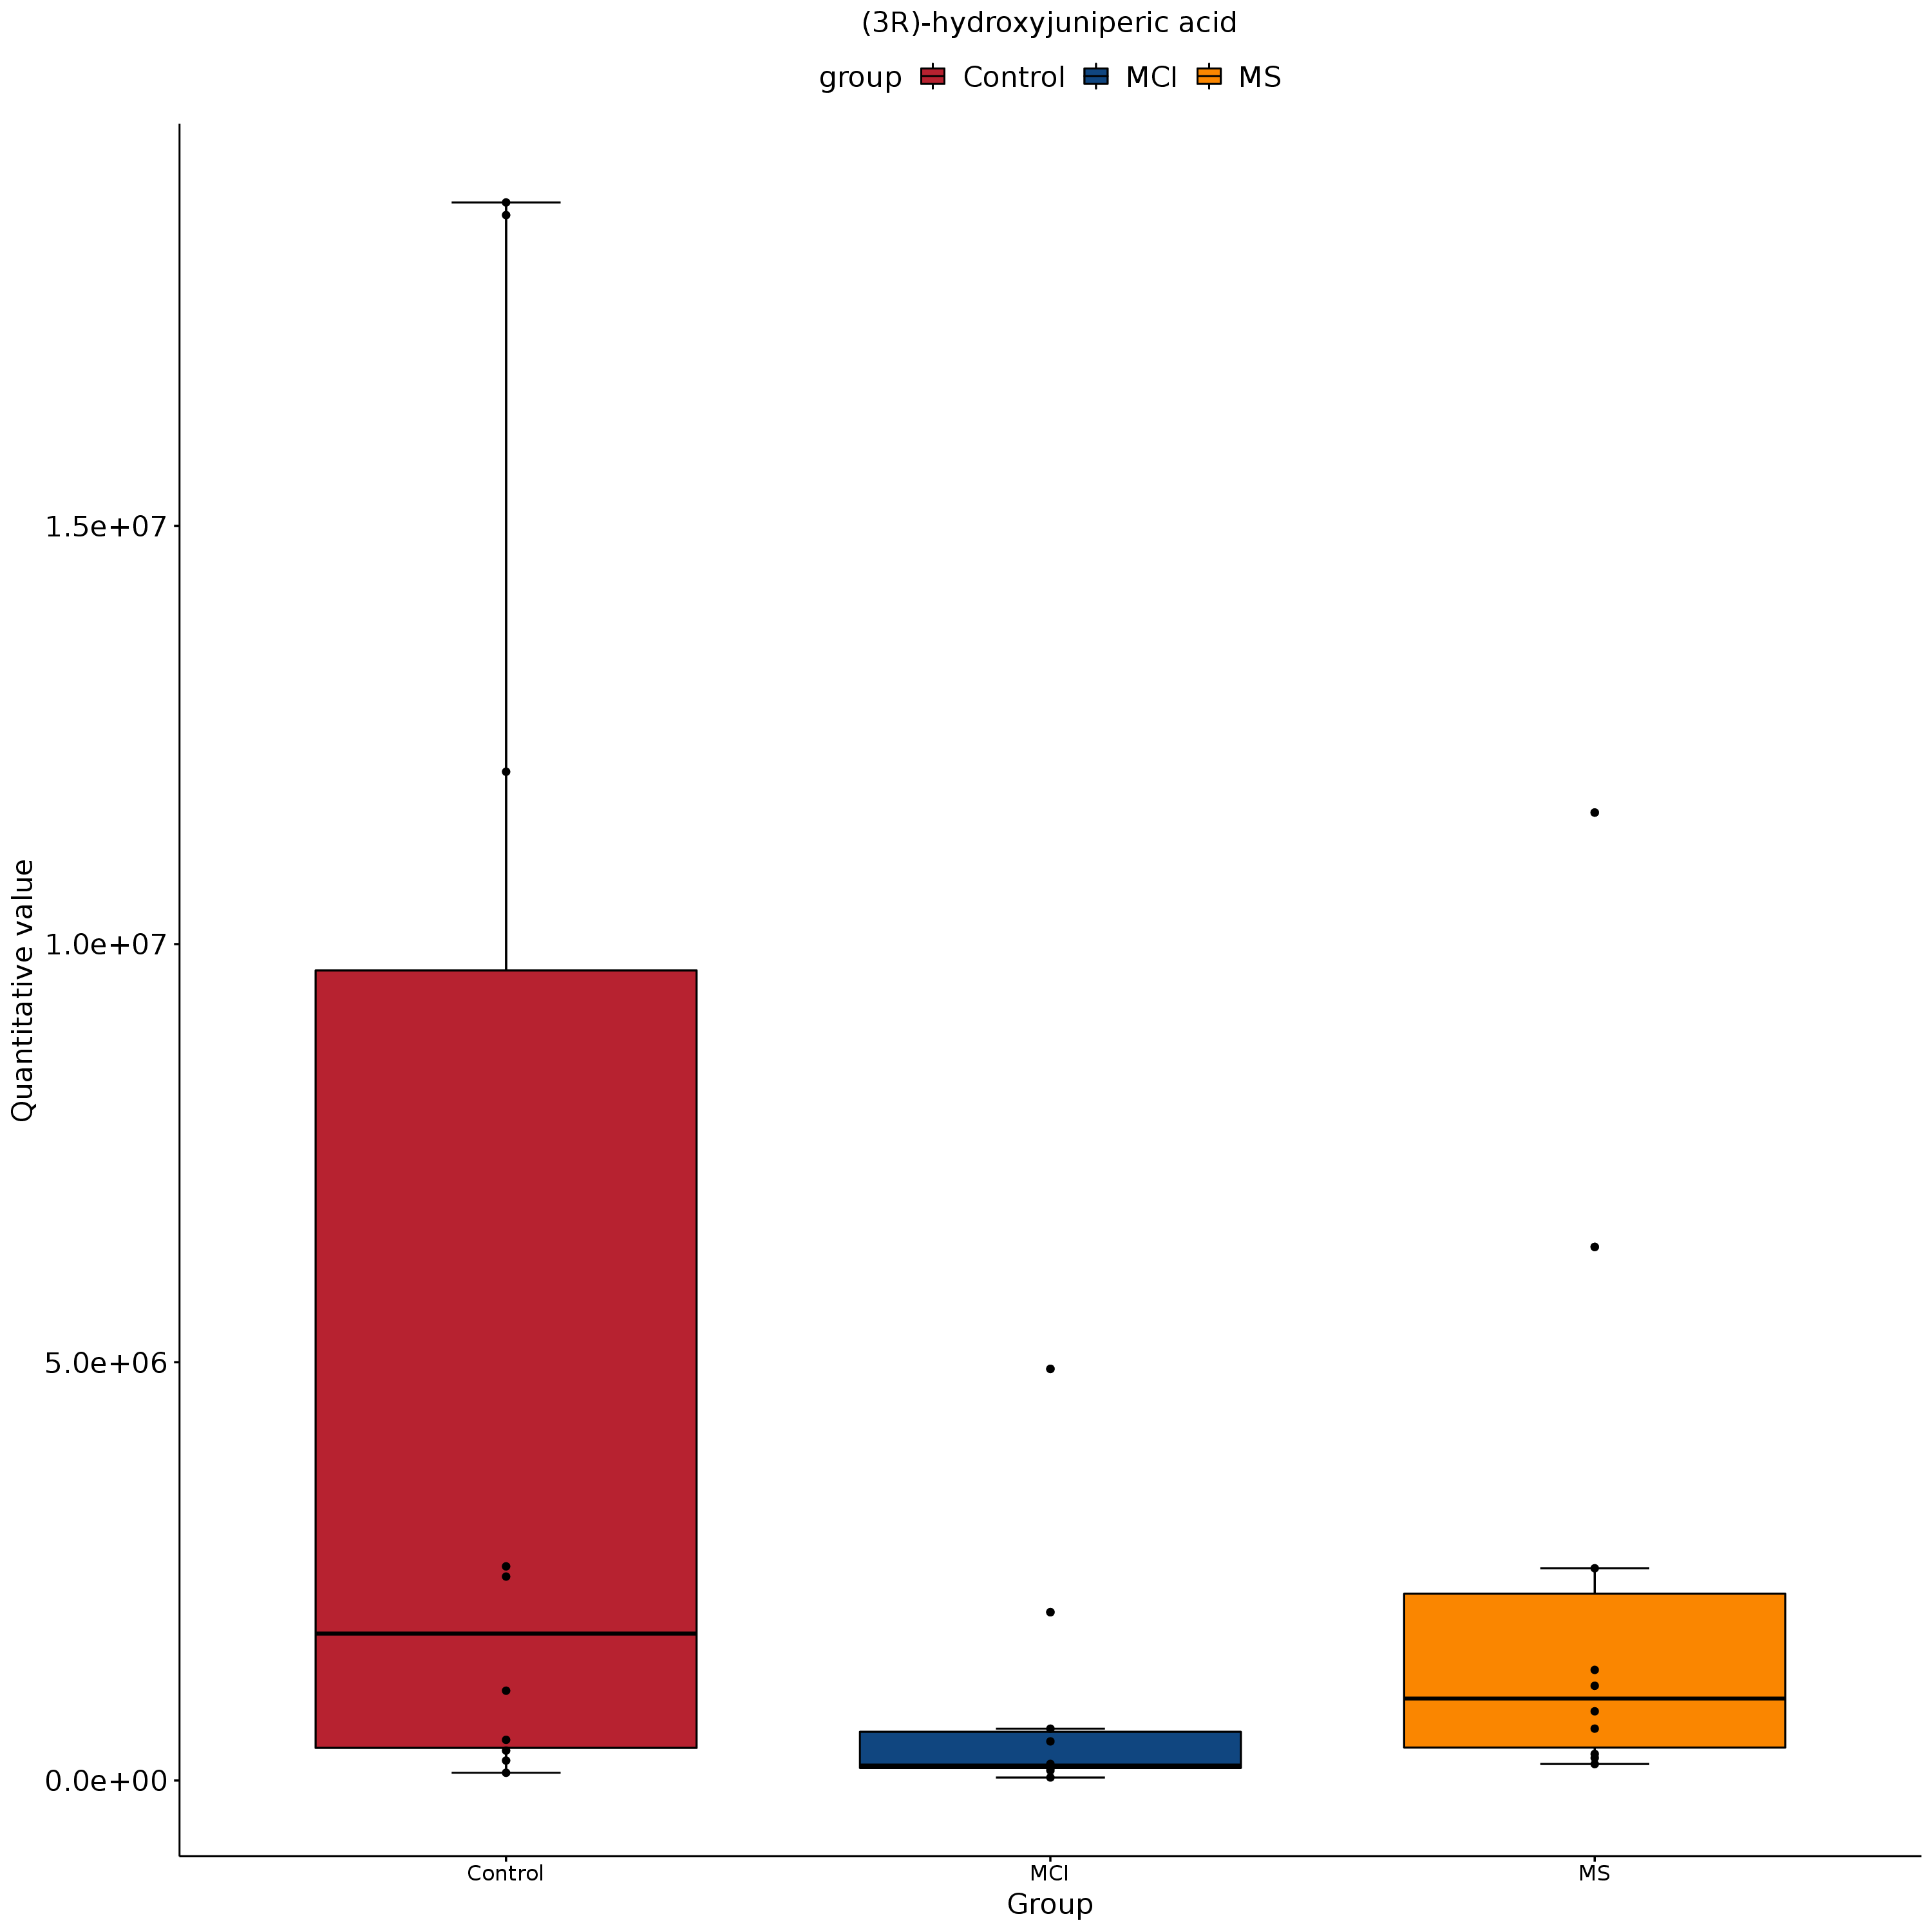 (3R)-hydroxyjuniperic acid
group Control MCI MS
Quantitative value
1.5e+07
1.0e+07
5.0e+06
0.0e+00
Control MCI MS
Group